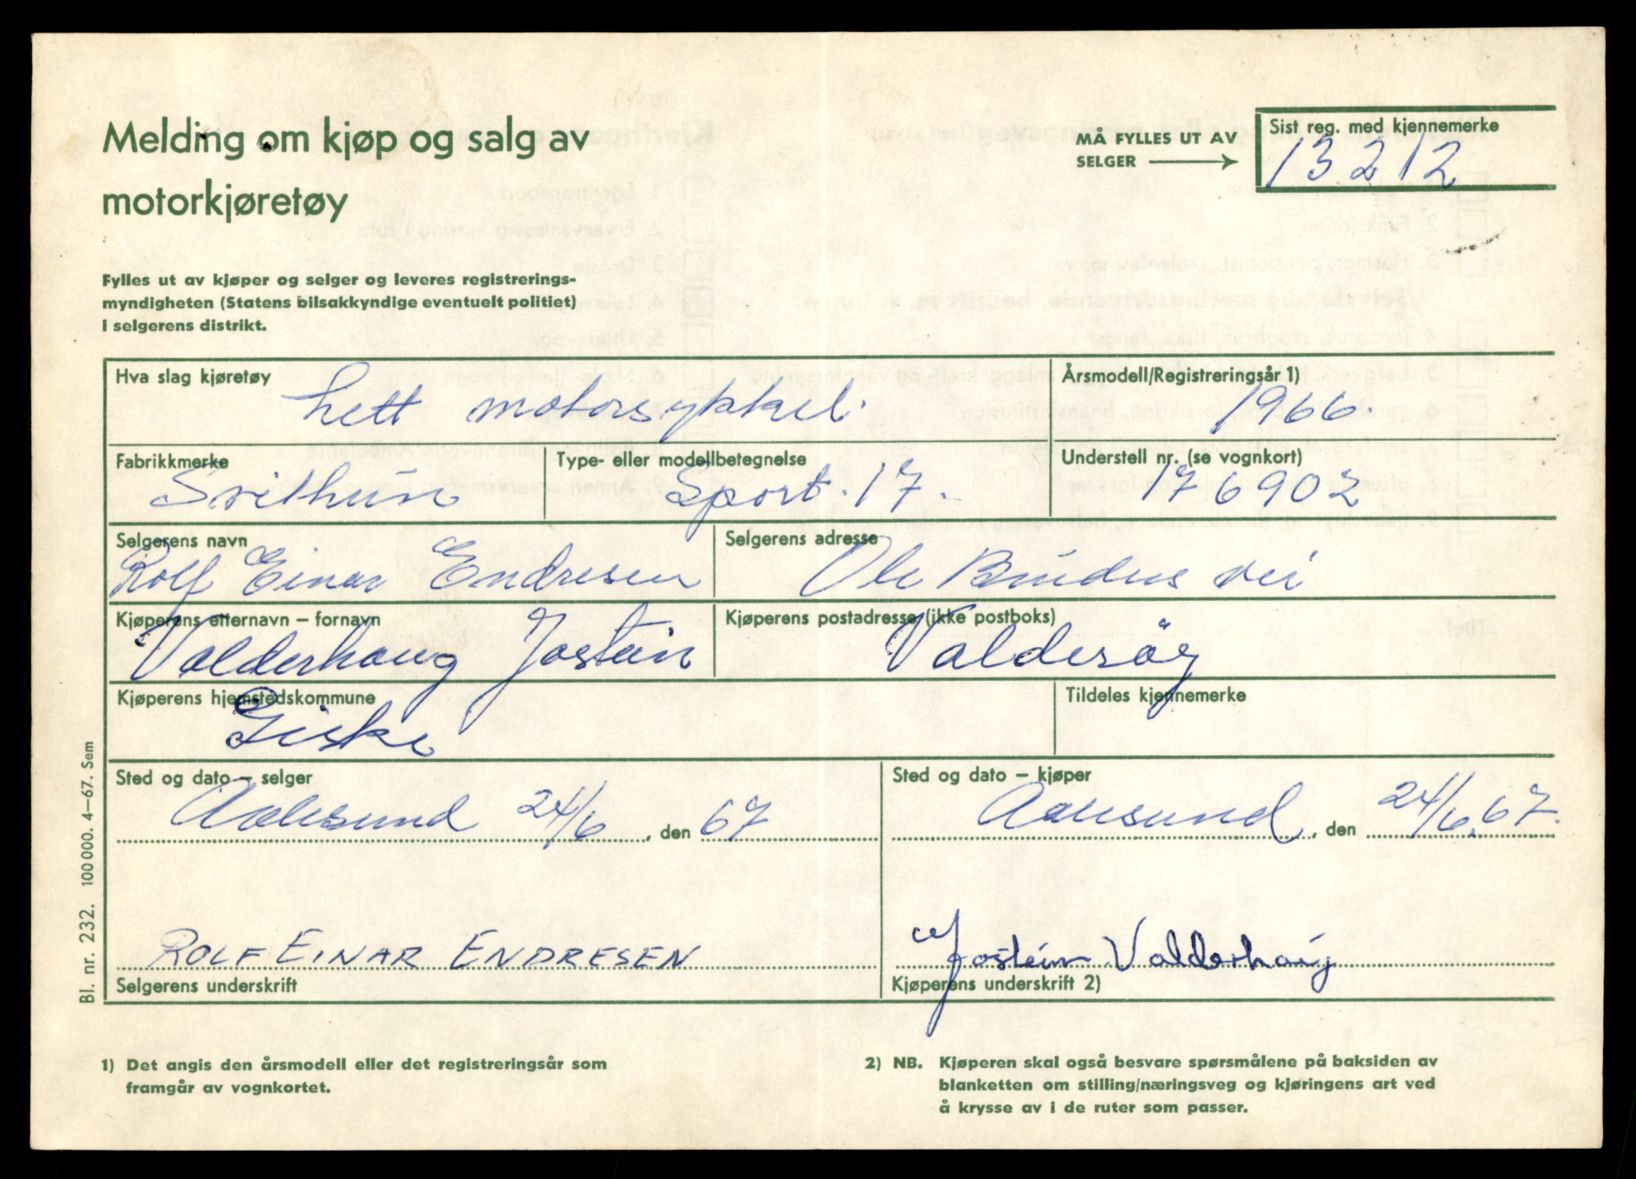 Melding om kjøp og salg av
motorkjøretøy
MÅ FYLLES UT AV
SELGER
Sist reg. med kjennemerke
13212
Fylles ut av kjøper og selger og leveres registrerings-
myndigheten (Statens bilsakkyndige eventuelt politiet)
i selgerens distrikt.
Hva slag kjøretøy
Lett motorsykkel.
Årsmodell/Registreringsår 1)
1966.
Fabrikkmerke
Svithun
Type- eller modellbetegnelse
Sport. 17.
Understell nr. (se vognkort)
176902
Selgerens navn
Rolf Einar Endresen
Selgerens adresse
Ole Bindus vei
Kjøperens etternavn – fornavn
Valderhaug Jostein
Kjøperens postadresse (ikke postboks)
Valderöy
Kjøperens hjemstedskommune
Giske
Tildeles kjennemerke
Sted og dato – selger
Aalesund 24/6, den 67
Sted og dato – kjøper
Aalesund, den 24/6.67.
ROLF EINAR ENDRESEN
Selgerens underskrift
Jostein Valderhaug
Kjøperens underskrift 2)
Bl. nr. 232. 100 000. 4–67. Sem
1) Det angis den årsmodell eller det registreringsår som
framgår av vognkortet.
2) NB. Kjøperen skal også besvare spørsmålene på baksiden av
blanketten om stilling/næringsveg og kjøringens art ved
å krysse av i de ruter som passer.